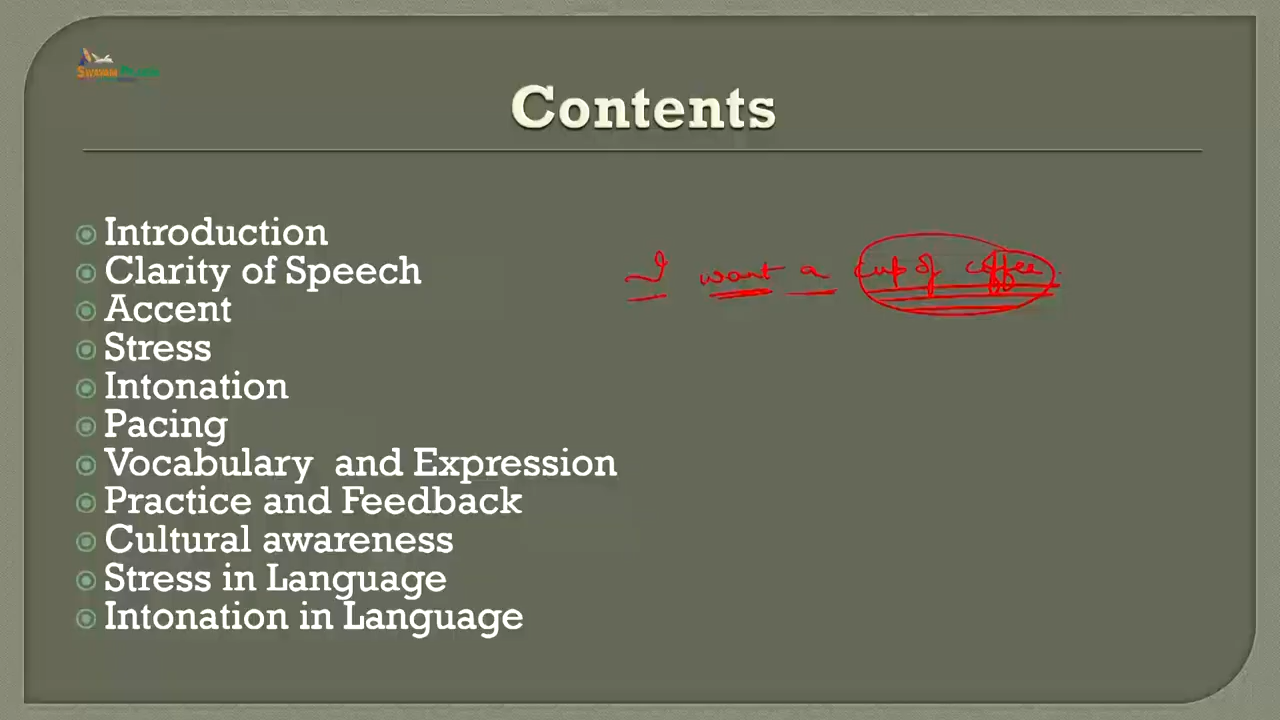 Contents
Introduction
Clarity of Speech
Accent
Stress
Intonation
Pacing
Vocabulary and Expression
Practice and Feedback
Cultural awareness
Stress in Language
Intonation in Language
I want a cup of coffee.